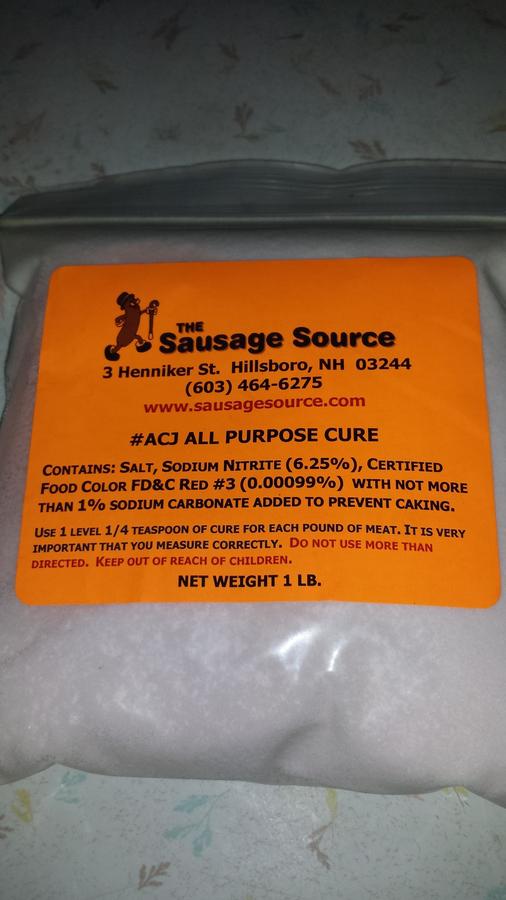 THE
Sausage Source
3 Henniker St. Hillsboro, NH 03244
(603) 464-6275
www.sausagesource.com
#ACJ ALL PURPOSE CURE
CONTAINS: SALT, SODIUM NITRITE (6.25%), CERTIFIED
FOOD COLOR FD&C RED #3 (0.00099%) WITH NOT MORE
THAN 1% SODIUM CARBONATE ADDED TO PREVENT CAKING.
USE 1 LEVEL 1/4 TEASPOON OF CURE FOR EACH POUND OF MEAT. IT IS VERY
IMPORTANT THAT YOU MEASURE CORRECTLY. DO NOT USE MORE THAN
DIRECTED. KEEP OUT OF REACH OF CHILDREN.
NET WEIGHT 1 LB.